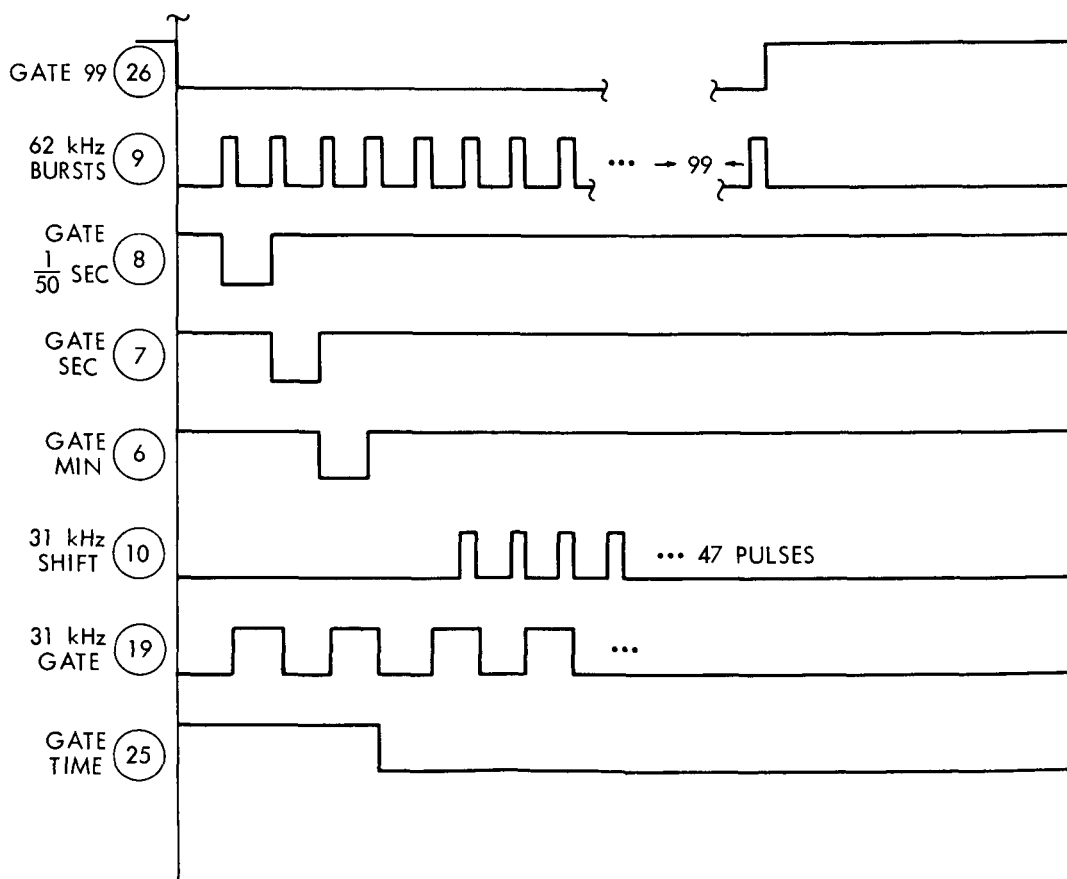 GATE 99 26
62 kHz
BURSTS 9
... → 99 ←
GATE
1/50 SEC 8
GATE
SEC 7
GATE
MIN 6
31 kHz
SHIFT 10
... 47 PULSES
31 kHz
GATE 19
...
GATE
TIME 25